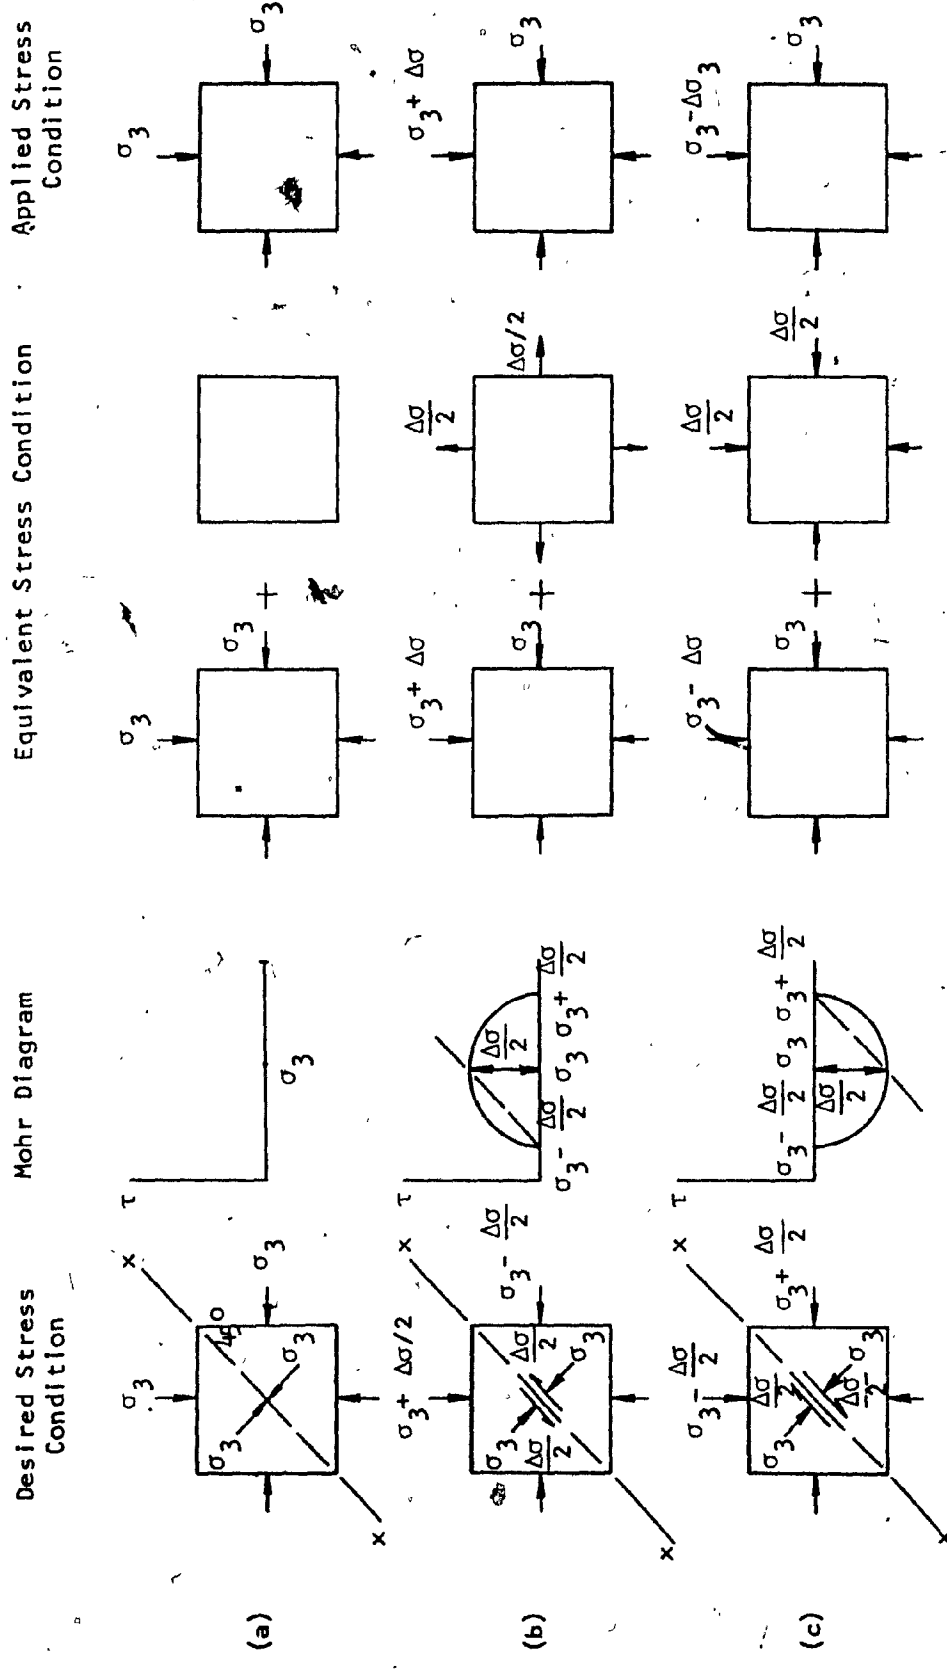 Desired Stress Condition
Mohr Diagram
Equivalent Stress Condition
Applied Stress Condition
(a)
σ3
σ3
σ3
σ3
45°
x
x
τ
σ3
σ3
σ3
+
σ3
σ3
(b)
σ3+ Δσ/2
σ3- Δσ/2
σ3
Δσ/2
Δσ/2
σ3
x
x
τ
Δσ/2
σ3- Δσ/2
σ3
σ3+ Δσ/2
σ3+ Δσ
σ3
+
Δσ/2
Δσ/2
σ3+ Δσ
σ3
(c)
σ3- Δσ/2
σ3+ Δσ/2
Δσ/2
σ3
σ3
Δσ/2
x
x
τ
σ3- Δσ/2
σ3
σ3+ Δσ/2
Δσ/2
σ3- Δσ
σ3
+
Δσ/2
Δσ/2
σ3-Δσ3
σ3